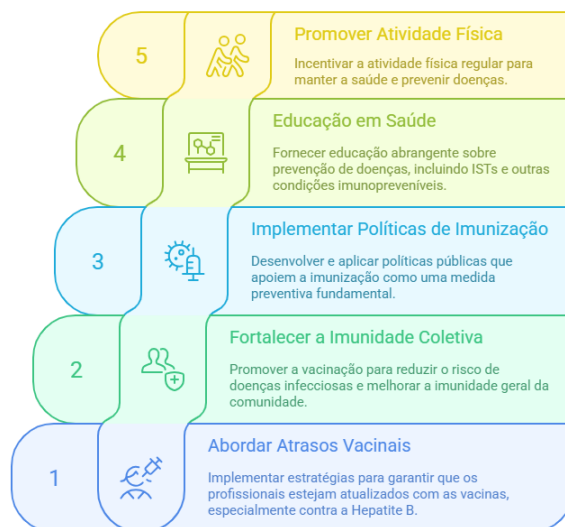 5
Promover Atividade Física
Incentivar a atividade física regular para
manter a saúde e prevenir doenças.
4
Educação em Saúde
Fornecer educação abrangente sobre
prevenção de doenças, incluindo ISTs e outras
condições imunopreveníveis.
3
Implementar Políticas de Imunização
Desenvolver e aplicar políticas públicas que
apoiem a imunização como uma medida
preventiva fundamental.
2
Fortalecer a Imunidade Coletiva
Promover a vacinação para reduzir o risco de
doenças infecciosas e melhorar a imunidade geral da
comunidade.
1
Abordar Atrasos Vacinais
Implementar estratégias para garantir que os
profissionais estejam atualizados com as vacinas,
especialmente contra a Hepatite B.